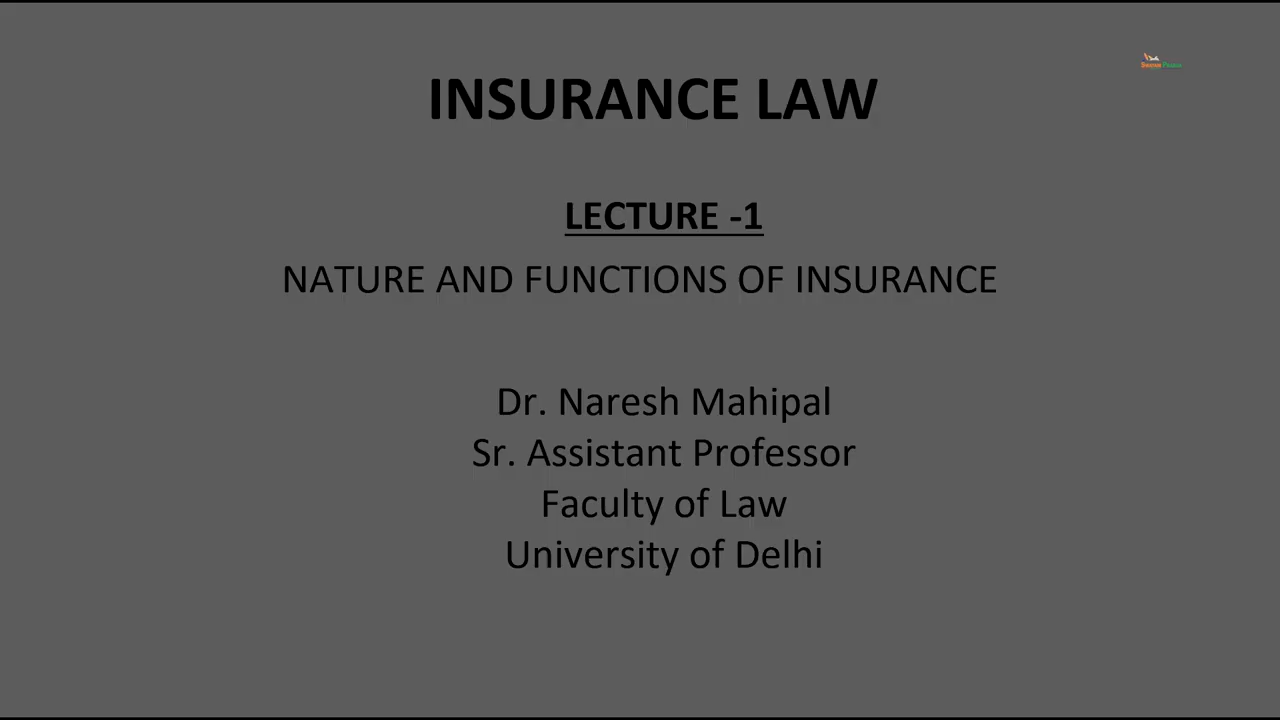 INSURANCE LAW
LECTURE -1
NATURE AND FUNCTIONS OF INSURANCE
Dr. Naresh Mahipal
Sr. Assistant Professor
Faculty of Law
University of Delhi